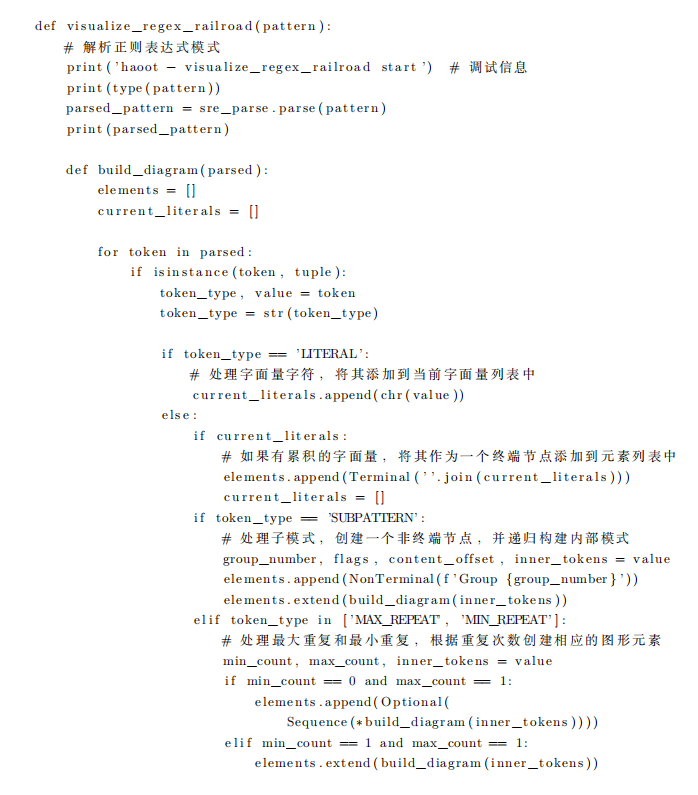 def visualize_regex_railroad(pattern):
    # 解析正则表达式模式
    print('haoot - visualize_regex_railroad start')  # 调试信息
    print(type(pattern))
    parsed_pattern = sre_parse.parse(pattern)
    print(parsed_pattern)

    def build_diagram(parsed):
        elements = []
        current_literals = []

        for token in parsed:
            if isinstance(token, tuple):
                token_type, value = token
                token_type = str(token_type)

                if token_type == 'LITERAL':
                    # 处理字面量字符, 将其添加到当前字面量列表中
                    current_literals.append(chr(value))
                else:
                    if current_literals:
                        # 如果有累积的字面量, 将其作为一个终端节点添加到元素列表中
                        elements.append(Terminal(''.join(current_literals)))
                        current_literals = []
                    if token_type == 'SUBPATTERN':
                        # 处理子模式, 创建一个非终端节点, 并递归构建内部模式
                        group_number, flags, content_offset, inner_tokens = value
                        elements.append(NonTerminal(f'Group {group_number}'))
                        elements.extend(build_diagram(inner_tokens))
                    elif token_type in ['MAX_REPEAT', 'MIN_REPEAT']:
                        # 处理最大重复和最小重复, 根据重复次数创建相应的图形元素
                        min_count, max_count, inner_tokens = value
                        if min_count == 0 and max_count == 1:
                            elements.append(Optional(
                                Sequence(*build_diagram(inner_tokens))))
                        elif min_count == 1 and max_count == 1:
                            elements.extend(build_diagram(inner_tokens))